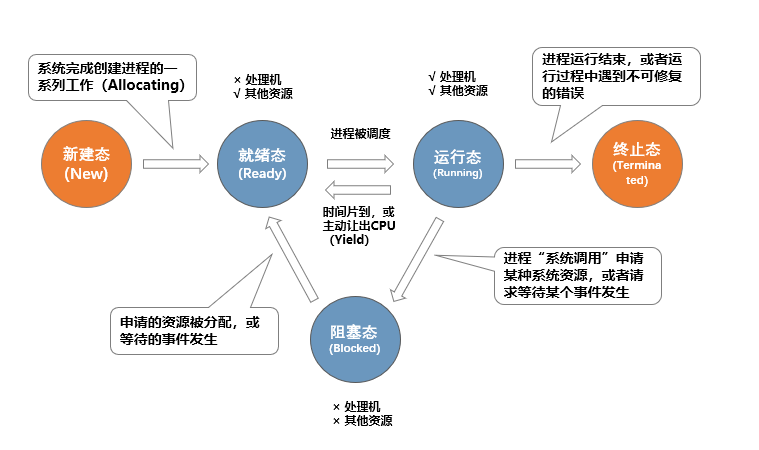 系统完成创建进程的一
系列工作（Allocating）
× 处理机
√ 其他资源
√ 处理机
√ 其他资源
进程运行结束，或者运
行过程中遇到不可修复
的错误
新建态
(New)
就绪态
(Ready)
进程被调度
运行态
(Running)
终止态
(Termina
ted)
时间片到，或
主动让出CPU
（Yield）
进程“系统调用”申请
某种系统资源，或者请
求等待某个事件发生
申请的资源被分配，或
等待的事件发生
阻塞态
(Blocked)
× 处理机
× 其他资源